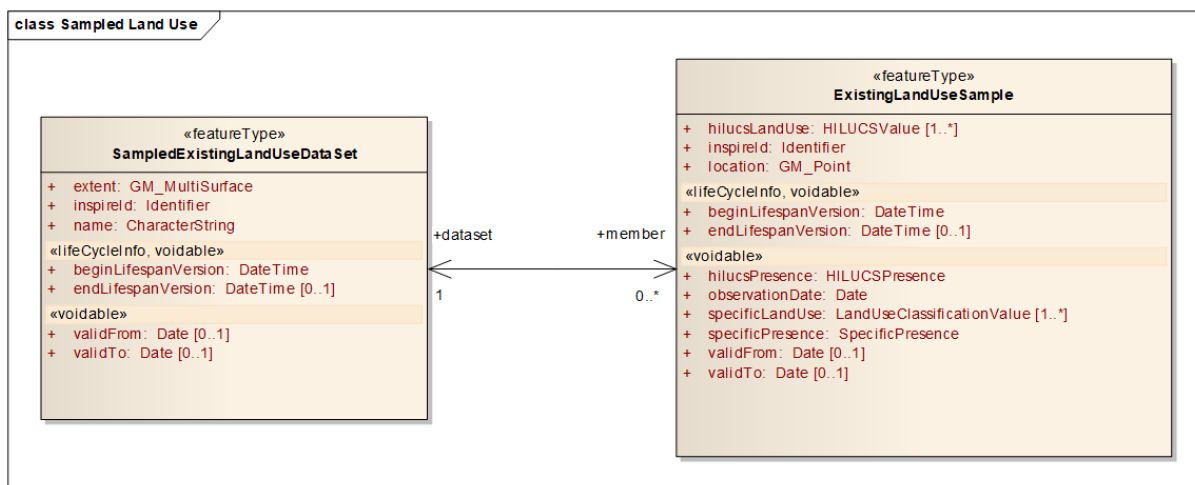 class Sampled Land Use
«featureType»
SampledExistingLandUseDataSet
+ extent: GM_MultiSurface
+ inspireId: Identifier
+ name: CharacterString
«lifeCycleInfo, voidable»
+ beginLifespanVersion: DateTime
+ endLifespanVersion: DateTime [0..1]
«voidable»
+ validFrom: Date [0..1]
+ validTo: Date [0..1]
+dataset
1
+member
0..*
«featureType»
ExistingLandUseSample
+ hilucsLandUse: HILUCSValue [1..*]
+ inspireId: Identifier
+ location: GM_Point
«lifeCycleInfo, voidable»
+ beginLifespanVersion: DateTime
+ endLifespanVersion: DateTime [0..1]
«voidable»
+ hilucsPresence: HILUCSPresence
+ observationDate: Date
+ specificLandUse: LandUseClassificationValue [1..*]
+ specificPresence: SpecificPresence
+ validFrom: Date [0..1]
+ validTo: Date [0..1]